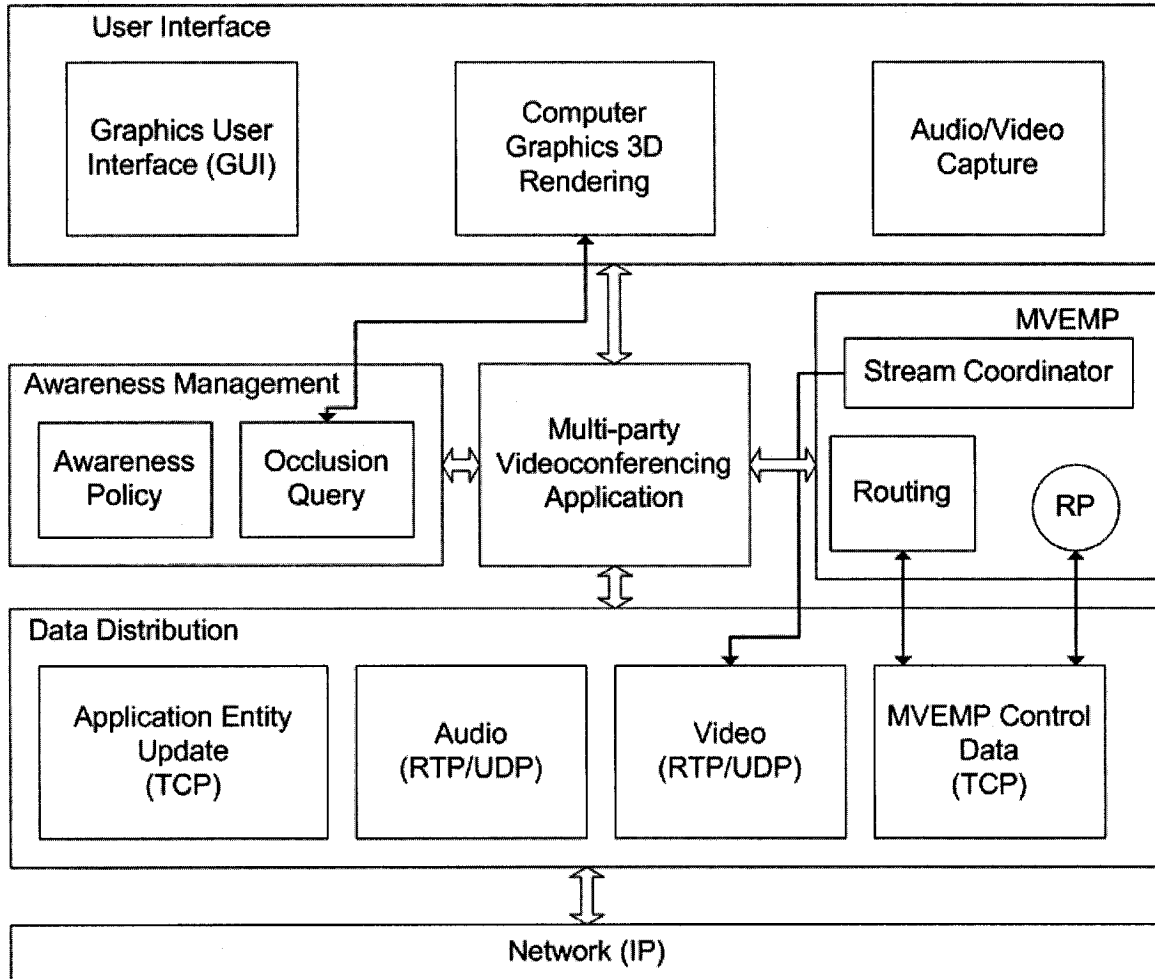 User Interface
Graphics User
Interface (GUI)
Computer
Graphics 3D
Rendering
Audio/Video
Capture
MVEMP
Stream Coordinator
Awareness Management
Awareness
Policy
Occlusion
Query
Multi-party
Videoconferencing
Application
Routing
RP
Data Distribution
Application Entity
Update
(TCP)
Audio
(RTP/UDP)
Video
(RTP/UDP)
MVEMP Control
Data
(TCP)
Network (IP)